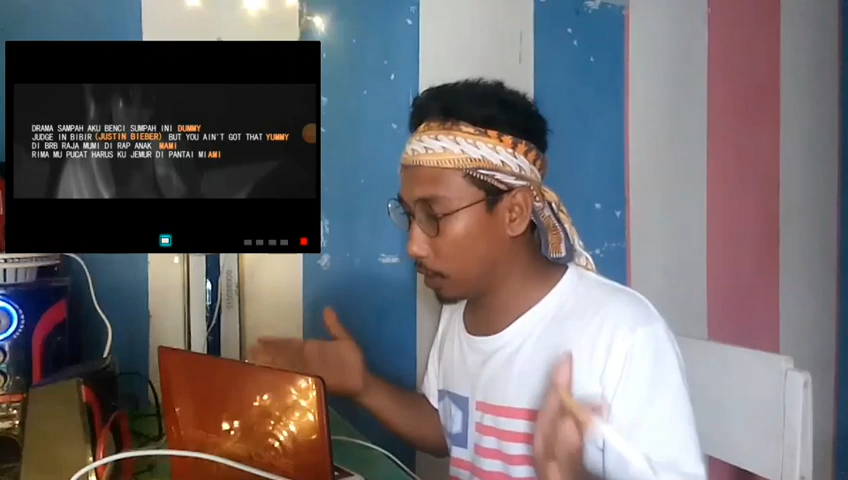 DRAMA SAMPAH AKU BENCI SUMPAH INI DUMMY
JUDGE IN BIBIR (JUSTIN BIEBER) BUT YOU AIN'T GOT THAT YUMMY
DI BRB RAJA MUMI DI RAP ANAK MAMI
RIMA MU PUCAT HARUS KU JEMUR DI PANTAI MIAMI